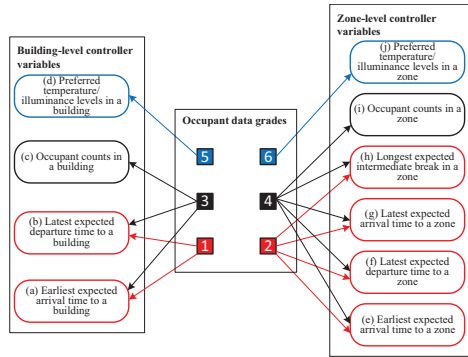 Building-level controller
variables
(d) Preferred
temperature/
illuminance levels in a
building
(c) Occupant counts in
a building
(b) Latest expected
departure time to a
building
(a) Earliest expected
arrival time to a
building
Occupant data grades
5
6
3
4
1
2
Zone-level controller
variables
(j) Preferred
temperature/
illuminance levels in a
zone
(i) Occupant counts in a
zone
(h) Longest expected
intermediate break in a
zone
(g) Latest expected
arrival time to a zone
(f) Latest expected
departure time to a
zone
(e) Earliest expected
arrival time to a zone